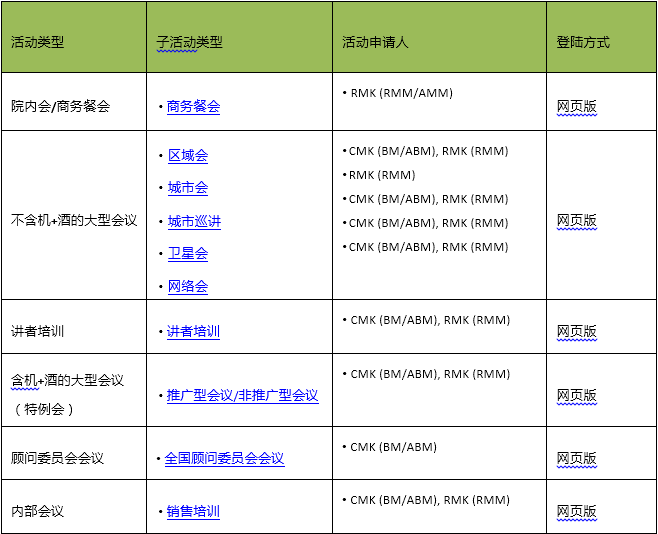 活动类型 子活动类型 活动申请人 登陆方式
院内会/商务餐会 • 商务餐会 • RMK (RMM/AMM) 网页版
不含机+酒的大型会议 • 区域会 • CMK (BM/ABM), RMK (RMM) 网页版
• 城市会 • RMK (RMM)
• 城市巡讲 • CMK (BM/ABM), RMK (RMM)
• 卫星会 • CMK (BM/ABM), RMK (RMM)
• 网络会 • CMK (BM/ABM), RMK (RMM)
讲者培训 • 讲者培训 • CMK (BM/ABM), RMK (RMM) 网页版
含机+酒的大型会议 • 推广型会议/非推广型会议 • CMK (BM/ABM), RMK (RMM) 网页版
（特例会）
顾问委员会会议 • 全国顾问委员会会议 • CMK (BM/ABM) 网页版
内部会议 • 销售培训 • CMK (BM/ABM), RMK (RMM) 网页版